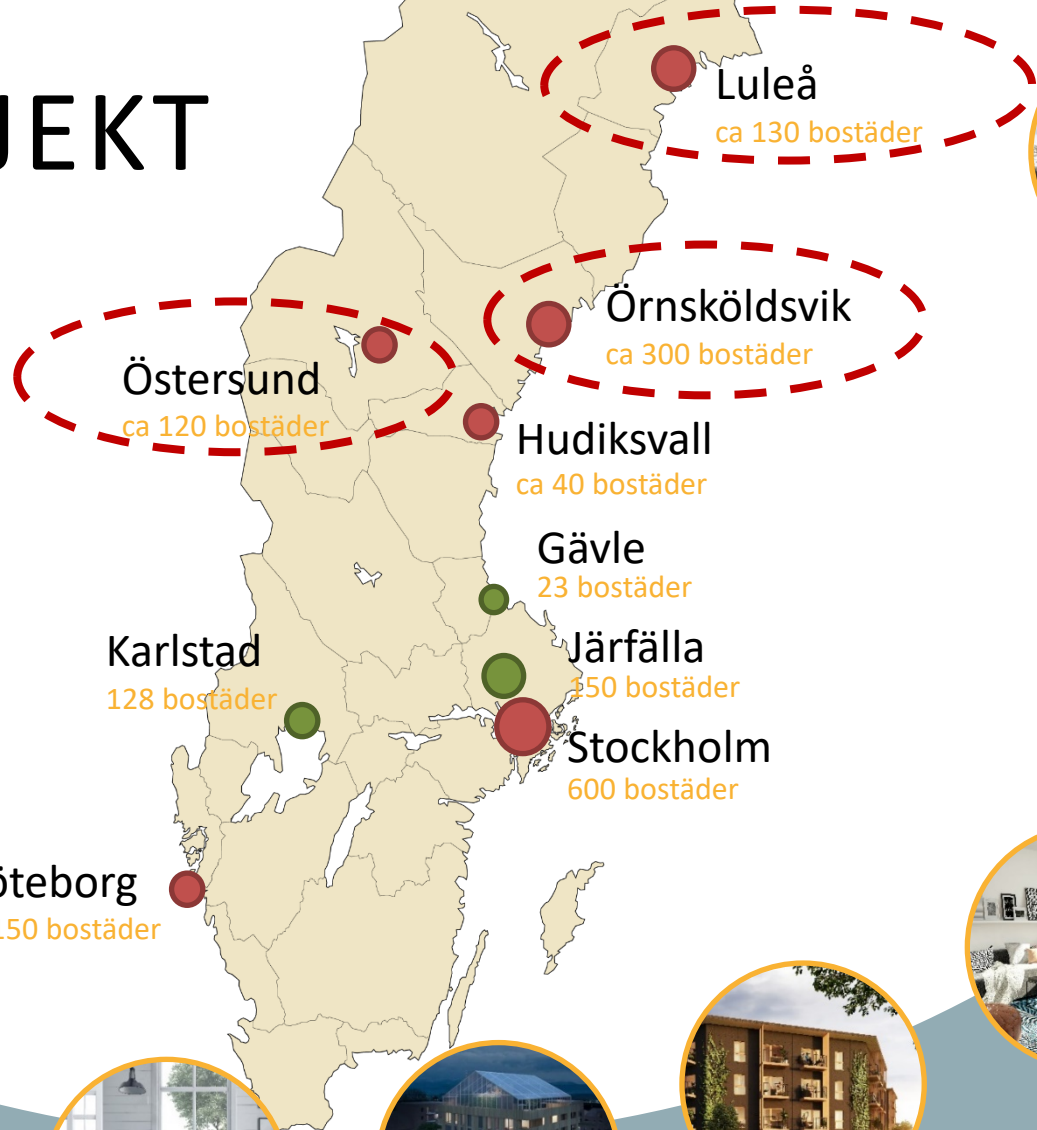 JEKT
Luleå
ca 130 bostäder
Örnsköldsvik
ca 300 bostäder
Östersund
ca 120 bostäder
Hudiksvall
ca 40 bostäder
Gävle
23 bostäder
Karlstad
128 bostäder
Järfälla
150 bostäder
Stockholm
600 bostäder
öteborg
150 bostäder